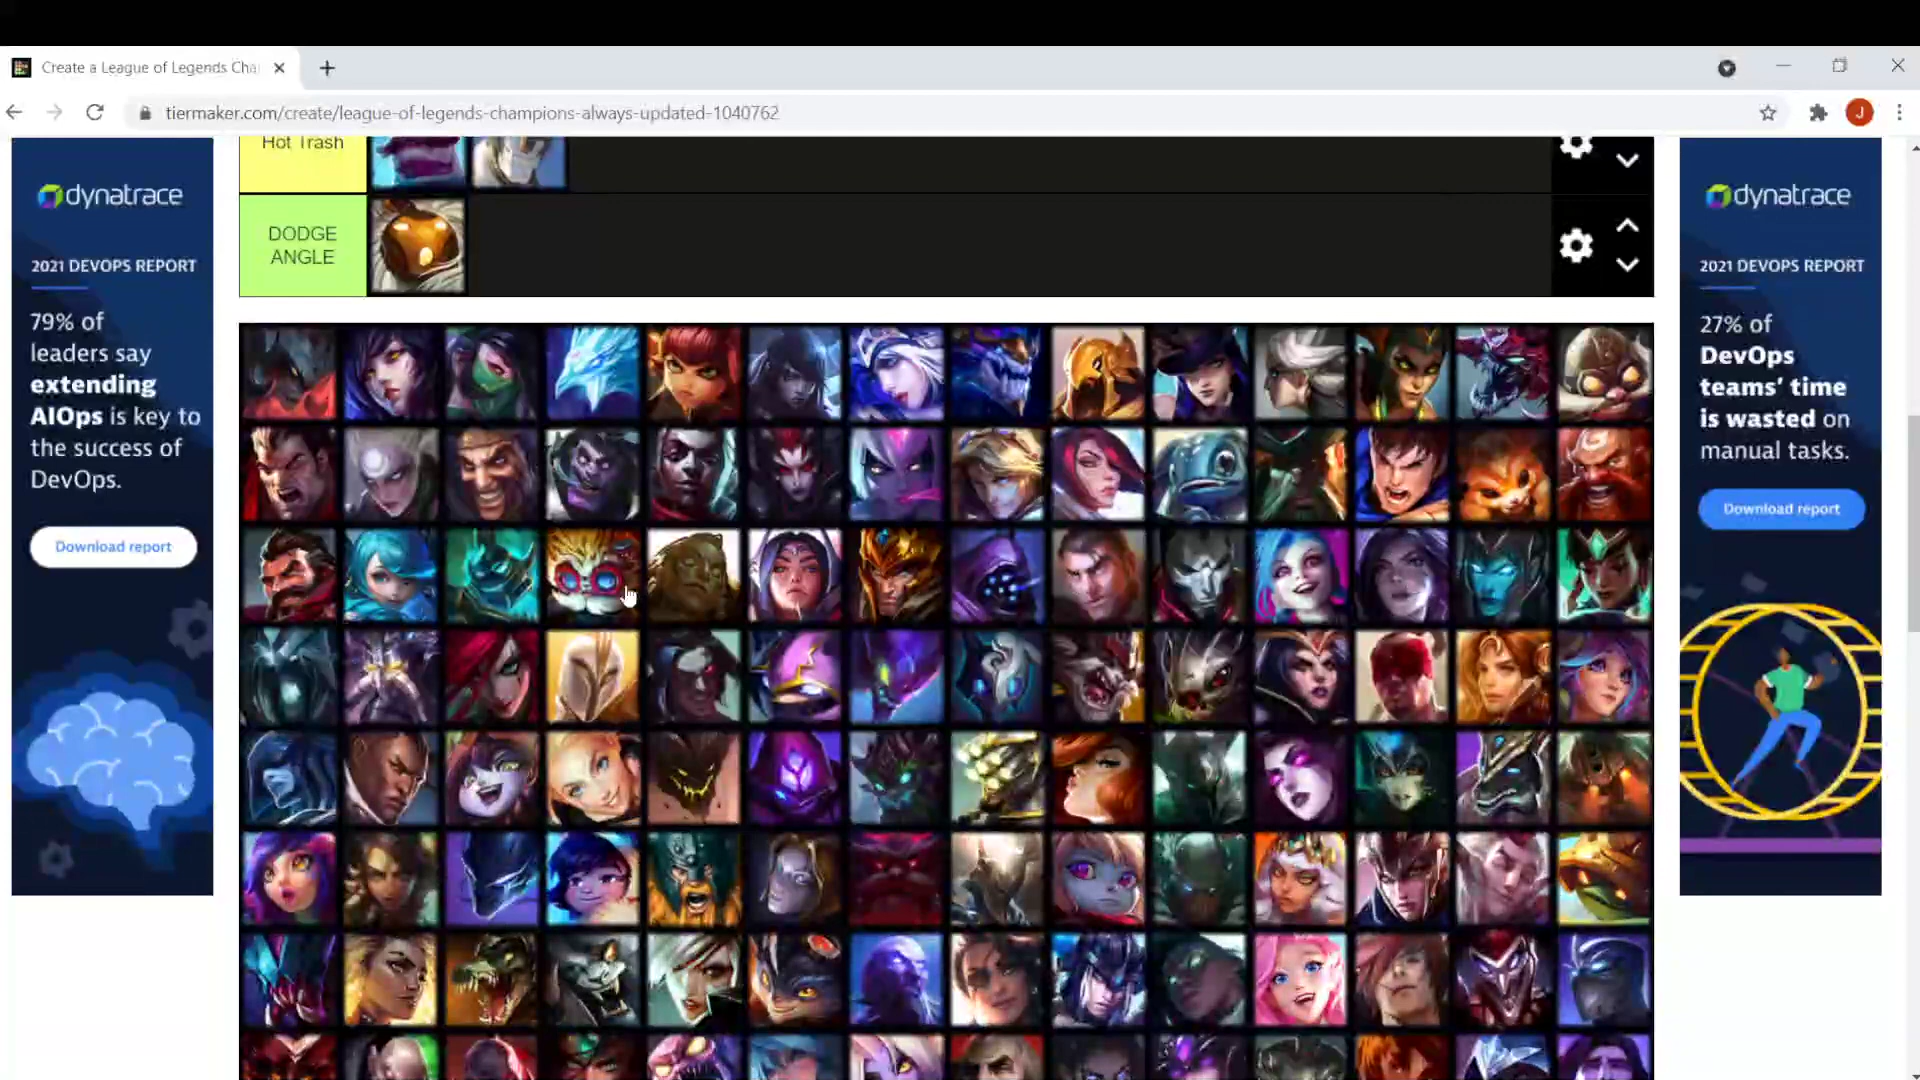 Create a League of Legends Cha
tiermaker.com/create/league-of-legends-champions-always-updated-1040762
J
Hot Trash
DODGE
ANGLE
dynatrace
2021 DEVOPS REPORT
79% of
leaders say
extending
AIOps is key to
the success of
DevOps.
Download report
dynatrace
2021 DEVOPS REPORT
27% of
DevOps
teams' time
is wasted on
manual tasks.
Download report